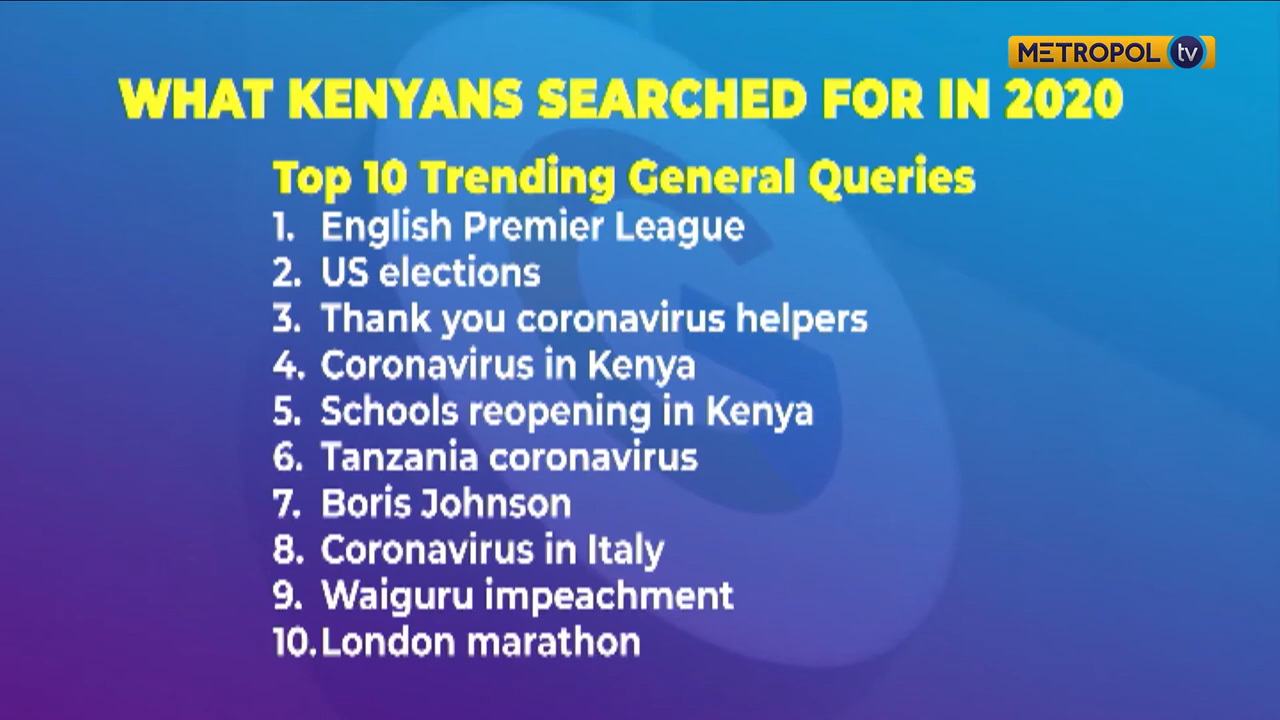 METROPOL tv
WHAT KENYANS SEARCHED FOR IN 2020
Top 10 Trending General Queries
1. English Premier League
2. US elections
3. Thank you coronavirus helpers
4. Coronavirus in Kenya
5. Schools reopening in Kenya
6. Tanzania coronavirus
7. Boris Johnson
8. Coronavirus in Italy
9. Waiguru impeachment
10. London marathon